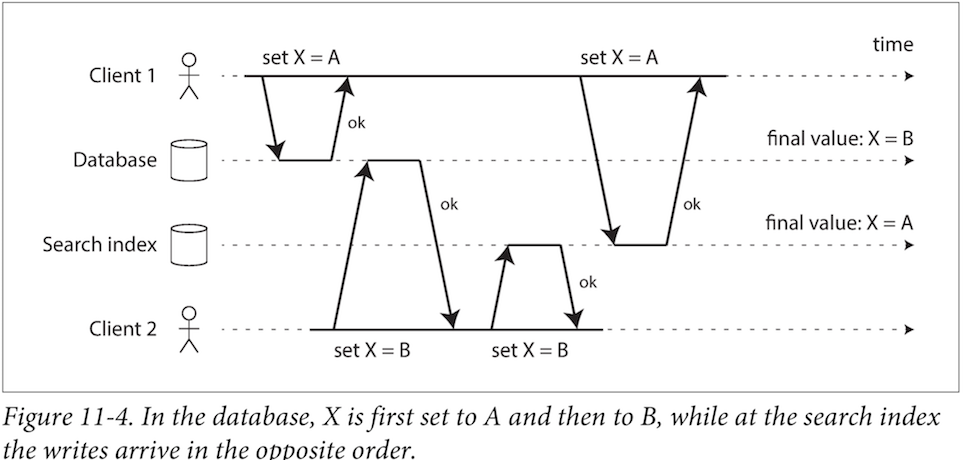 set X = A
set X = A
time
Client 1
ok
final value: X = B
Database
ok
ok
final value: X = A
Search index
ok
Client 2
set X = B
set X = B
Figure 11-4. In the database, X is first set to A and then to B, while at the search index
the writes arrive in the opposite order.